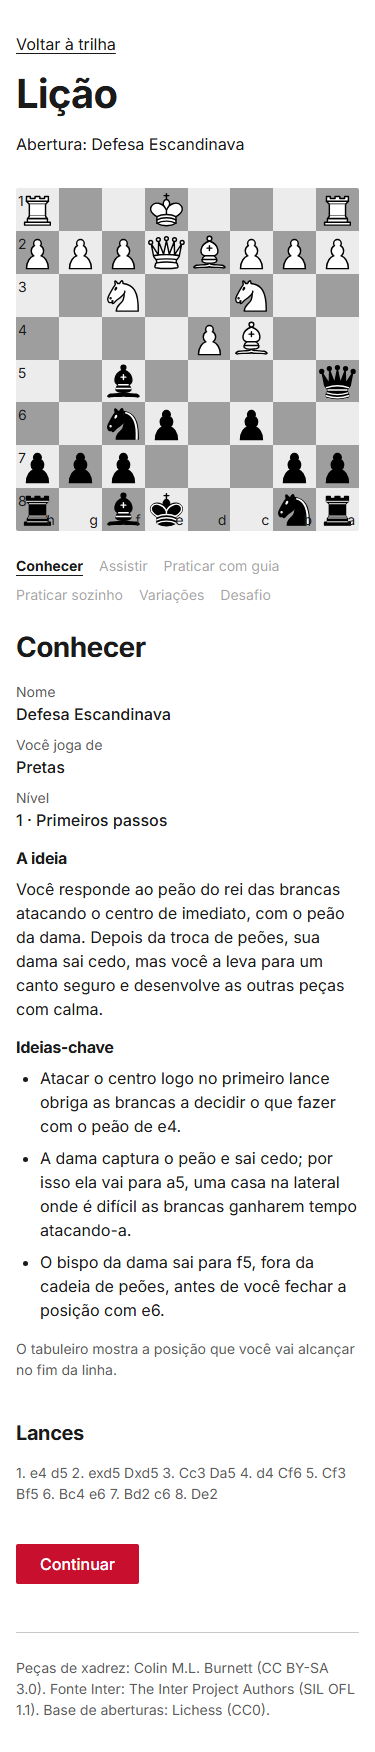 Voltar à trilha
Lição
Abertura: Defesa Escandinava
1
2
3
4
5
6
7
8
h g f e d c b a
Conhecer Assistir Praticar com guia
Praticar sozinho Variações Desafio
Conhecer
Nome
Defesa Escandinava
Você joga de
Pretas
Nível
1 · Primeiros passos
A ideia
Você responde ao peão do rei das brancas
atacando o centro de imediato, com o peão
da dama. Depois da troca de peões, sua
dama sai cedo, mas você a leva para um
canto seguro e desenvolve as outras peças
com calma.
Ideias-chave
• Atacar o centro logo no primeiro lance
obriga as brancas a decidir o que fazer
com o peão de e4.
• A dama captura o peão e sai cedo; por
isso ela vai para a5, uma casa na lateral
onde é difícil as brancas ganharem tempo
atacando-a.
• O bispo da dama sai para f5, fora da
cadeia de peões, antes de você fechar a
posição com e6.
O tabuleiro mostra a posição que você vai alcançar
no fim da linha.
Lances
1. e4 d5 2. exd5 Dxd5 3. Cc3 Da5 4. d4 Cf6 5. Cf3
Bf5 6. Bc4 e6 7. Bd2 c6 8. De2
Continuar
Peças de xadrez: Colin M.L. Burnett (CC BY-SA
3.0). Fonte Inter: The Inter Project Authors (SIL OFL
1.1). Base de aberturas: Lichess (CC0).